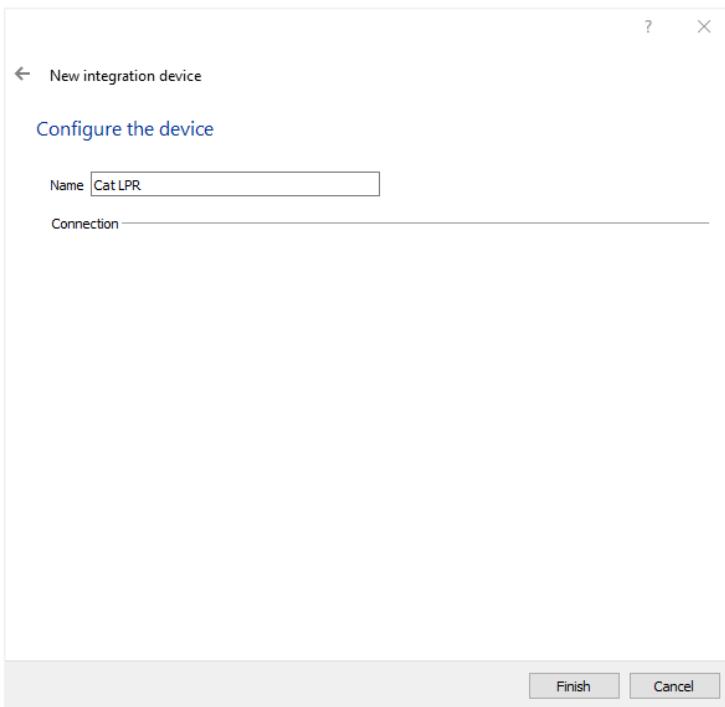 ?
New integration device
Configure the device
Name Cat LPR
Connection
Finish Cancel